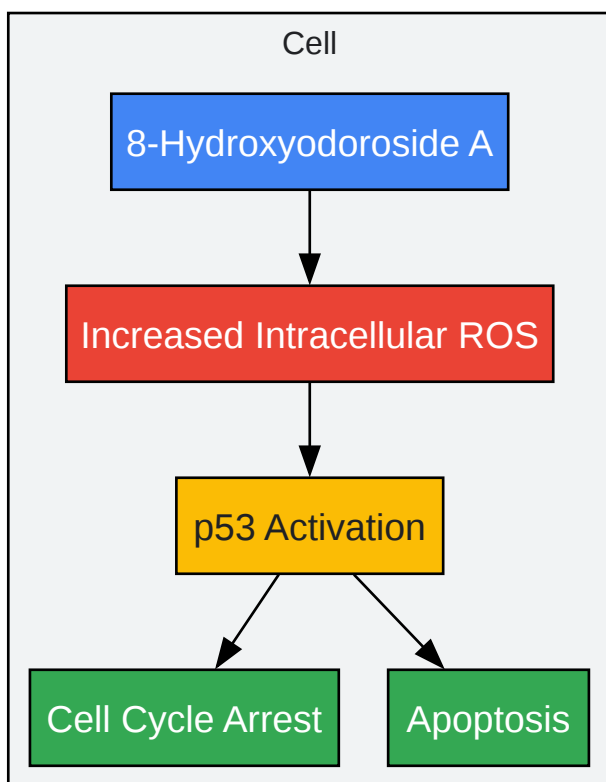 Cell
8-Hydroxyodoroside A
Increased Intracellular ROS
p53 Activation
Cell Cycle Arrest
Apoptosis